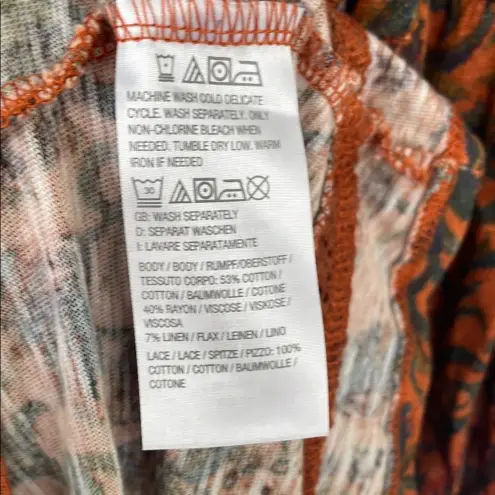 MACHINE WASH COLD DELICATE
CYCLE. WASH SEPARATELY. ONLY
NON-CHLORINE BLEACH WHEN
NEEDED. TUMBLE DRY LOW. WARM
IRON IF NEEDED
30
GB: WASH SEPARATELY
D: SEPARAT WASCHEN
I: LAVARE SEPARATAMENTE
BODY / BODY / RUMPF/OBERSTOFF /
TESSUTO CORPO: 53% COTTON /
COTTON / BAUMWOLLE / COTONE
40% RAYON / VISCOSE / VISKOSE /
VISCOSA
7% LINEN / FLAX / LEINEN / LINO
LACE / LACE / SPITZE / PIZZO: 100%
COTTON / COTTON / BAUMWOLLE /
COTONE